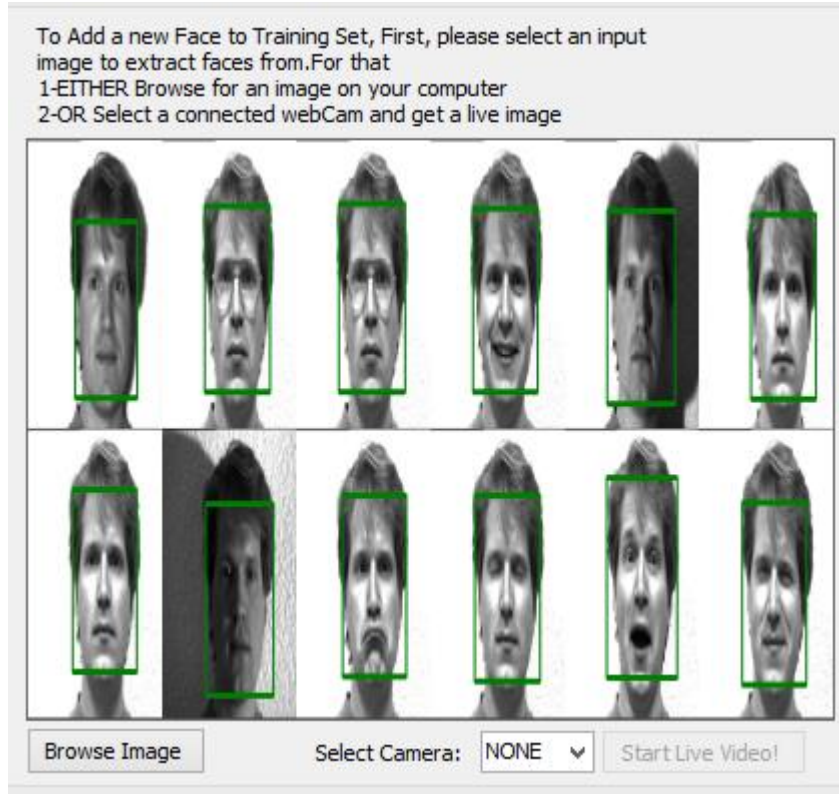 To Add a new Face to Training Set, First, please select an input
image to extract faces from.For that
1-EITHER Browse for an image on your computer
2-OR Select a connected webCam and get a live image
Browse Image
Select Camera:
NONE
Start Live Video!